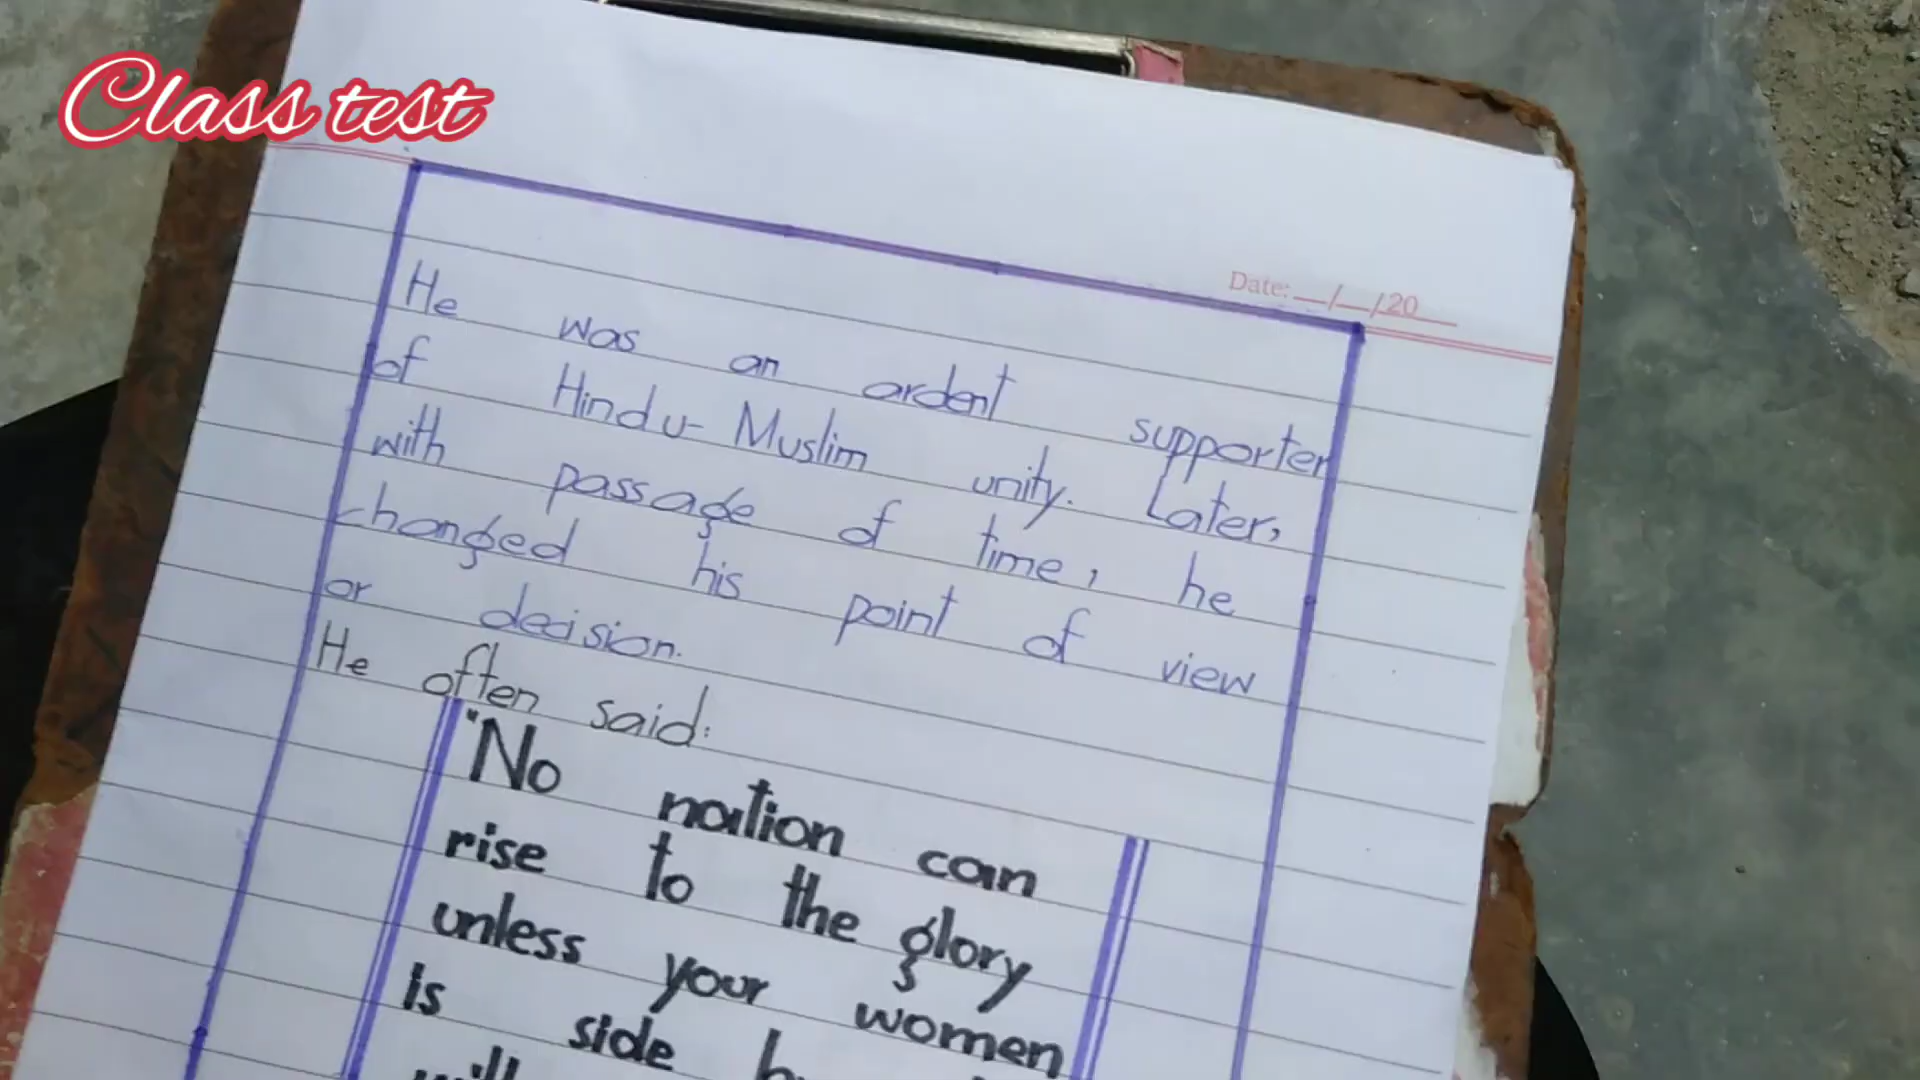 Class test
Date: __/__/20__
He was an ardent supporter
of Hindu-Muslim unity. Later,
with passage of time, he
changed his point of view
or decision.
He often said:
"No nation can
rise to the glory
unless your women
is side